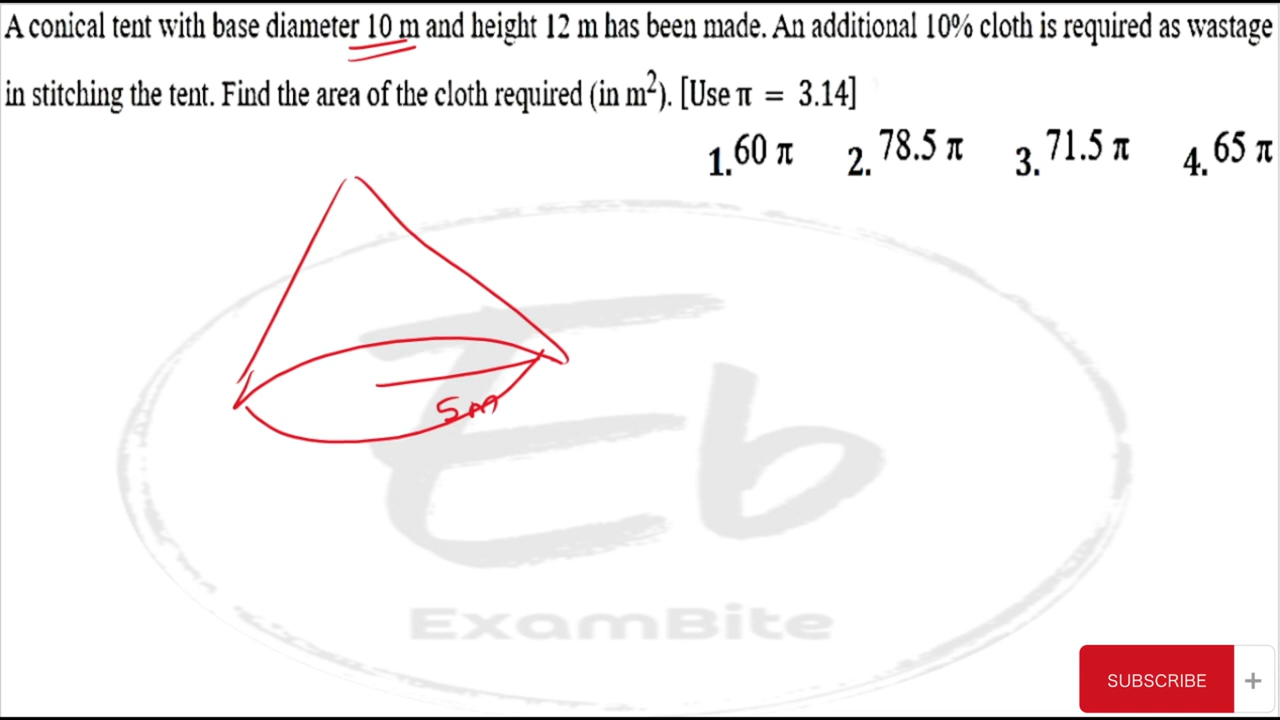 A conical tent with base diameter 10 m and height 12 m has been made. An additional 10% cloth is required as wastage
in stitching the tent. Find the area of the cloth required (in m²). [Use π = 3.14]
1. 60 π 2. 78.5 π 3. 71.5 π 4. 65 π
5m
Eb
ExamBite
SUBSCRIBE +